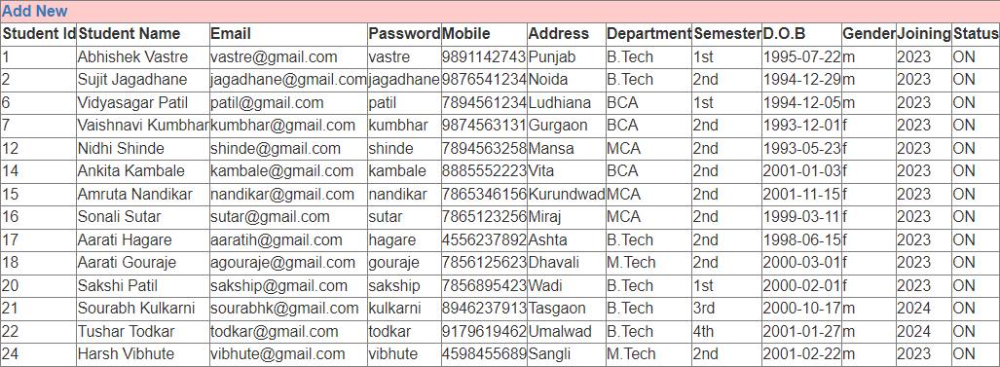 Add New
Student Id Student Name Email Password Mobile Address Department Semester D.O.B Gender Joining Status
1 Abhishek Vastre vastre@gmail.com vastre 9891142743 Punjab B.Tech 1st 1995-07-22 m 2023 ON
2 Sujit Jagadhane jagadhane@gmail.com jagadhane 9876541234 Noida B.Tech 2nd 1994-12-29 m 2023 ON
6 Vidyasagar Patil patil@gmail.com patil 7894561234 Ludhiana BCA 1st 1994-12-05 m 2023 ON
7 Vaishnavi Kumbhar kumbhar@gmail.com kumbhar 9874563131 Gurgaon BCA 2nd 1993-12-01 f 2023 ON
12 Nidhi Shinde shinde@gmail.com shinde 7894563258 Mansa MCA 2nd 1993-05-23 f 2023 ON
14 Ankita Kambale kambale@gmail.com kambale 8885552223 Vita BCA 2nd 2001-01-03 f 2023 ON
15 Amruta Nandikar nandikar@gmail.com nandikar 7865346156 Kurundwad MCA 2nd 2001-11-15 f 2023 ON
16 Sonali Sutar sutar@gmail.com sutar 7865123256 Miraj MCA 2nd 1999-03-11 f 2023 ON
17 Aarati Hagare aaratih@gmail.com hagare 4556237892 Ashta B.Tech 2nd 1998-06-15 f 2023 ON
18 Aarati Gouraje agouraje@gmail.com gouraje 7856125623 Dhavali M.Tech 2nd 2000-03-01 f 2023 ON
20 Sakshi Patil sakship@gmail.com sakship 7856895423 Wadi B.Tech 1st 2000-02-01 f 2023 ON
21 Sourabh Kulkarni sourabhk@gmail.com kulkarni 8946237913 Tasgaon B.Tech 3rd 2000-10-17 m 2024 ON
22 Tushar Todkar todkar@gmail.com todkar 9179619462 Umalwad B.Tech 4th 2001-01-27 m 2024 ON
24 Harsh Vibhute vibhute@gmail.com vibhute 4598455689 Sangli M.Tech 2nd 2001-02-22 m 2023 ON